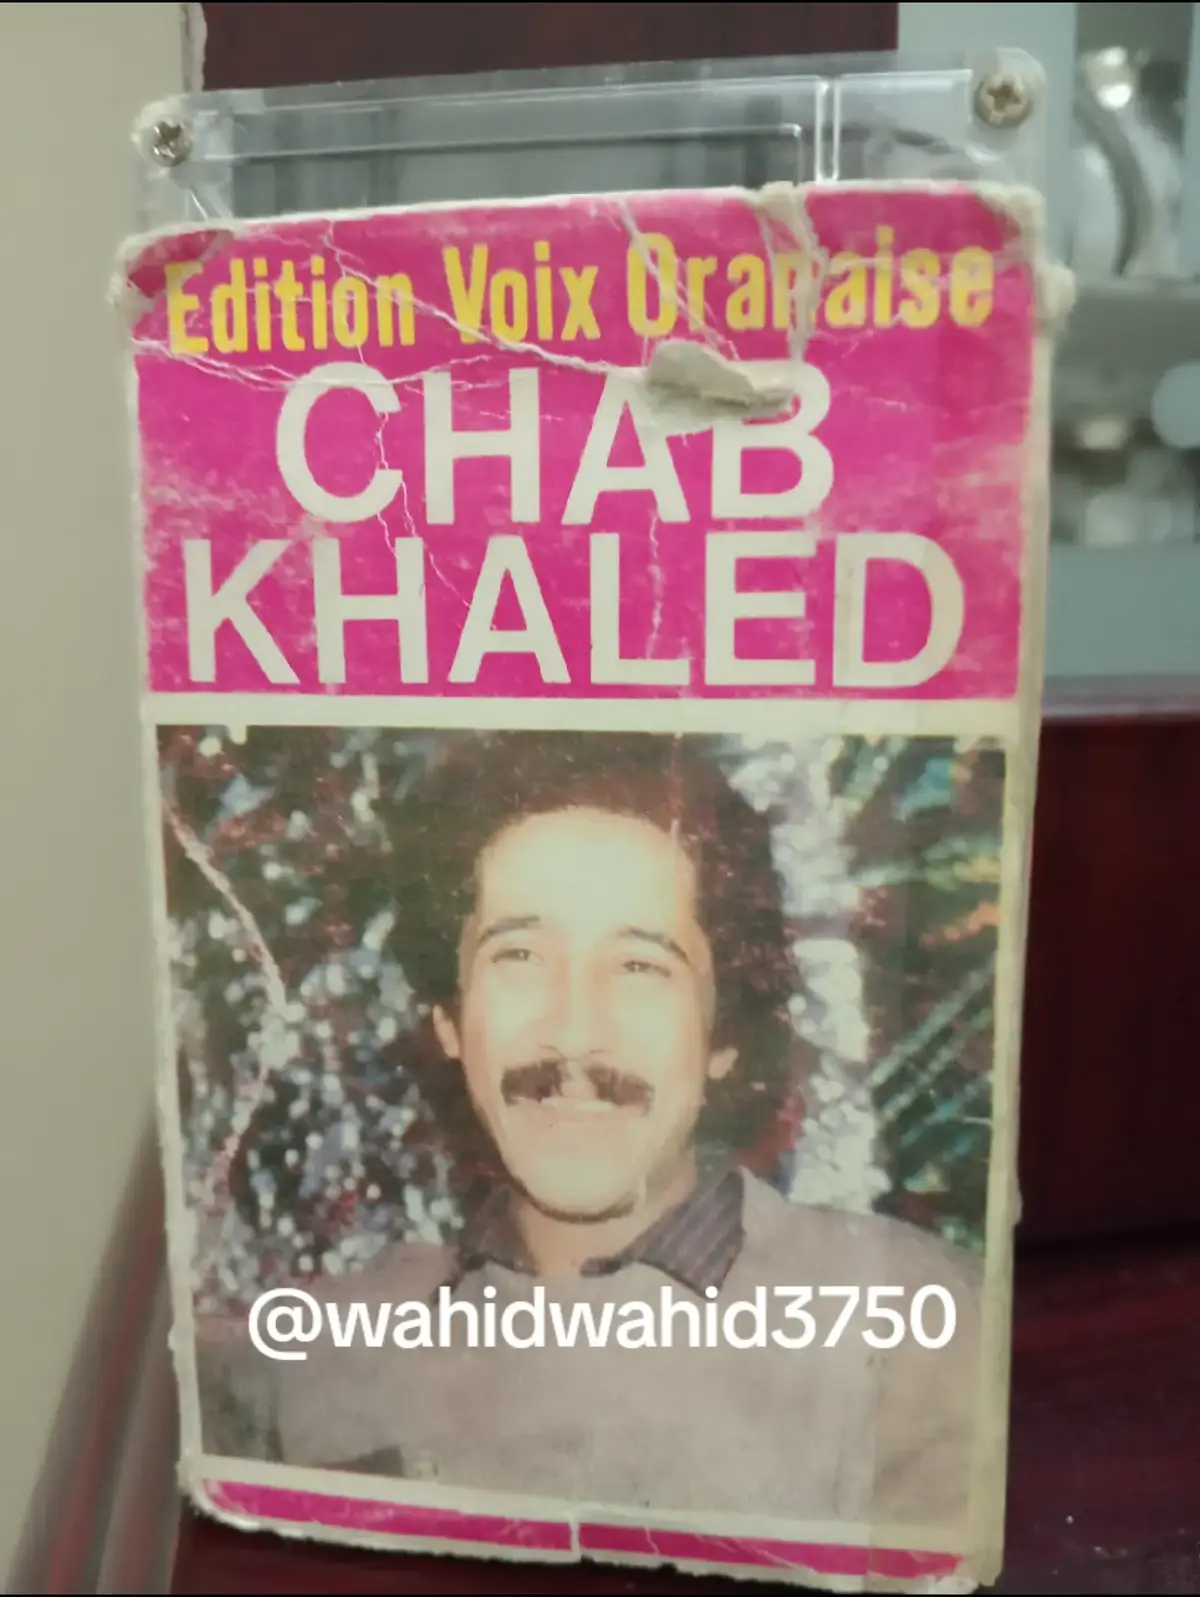 Edition Voix Oranaise
CHAB
KHALED
@wahidwahid3750